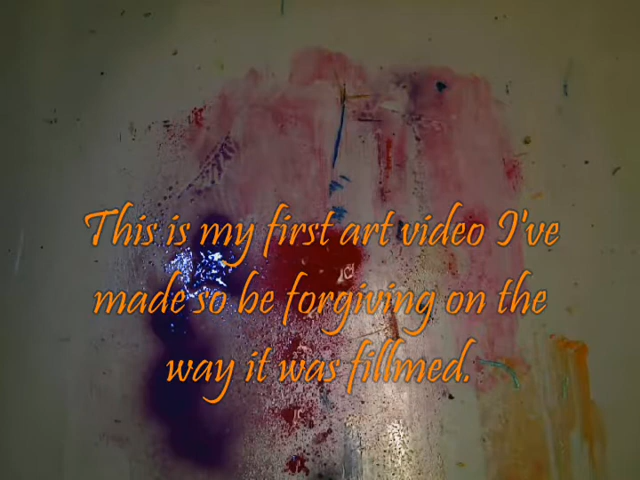 This is my first art video I've
made so be forgiving on the
way it was fillmed.